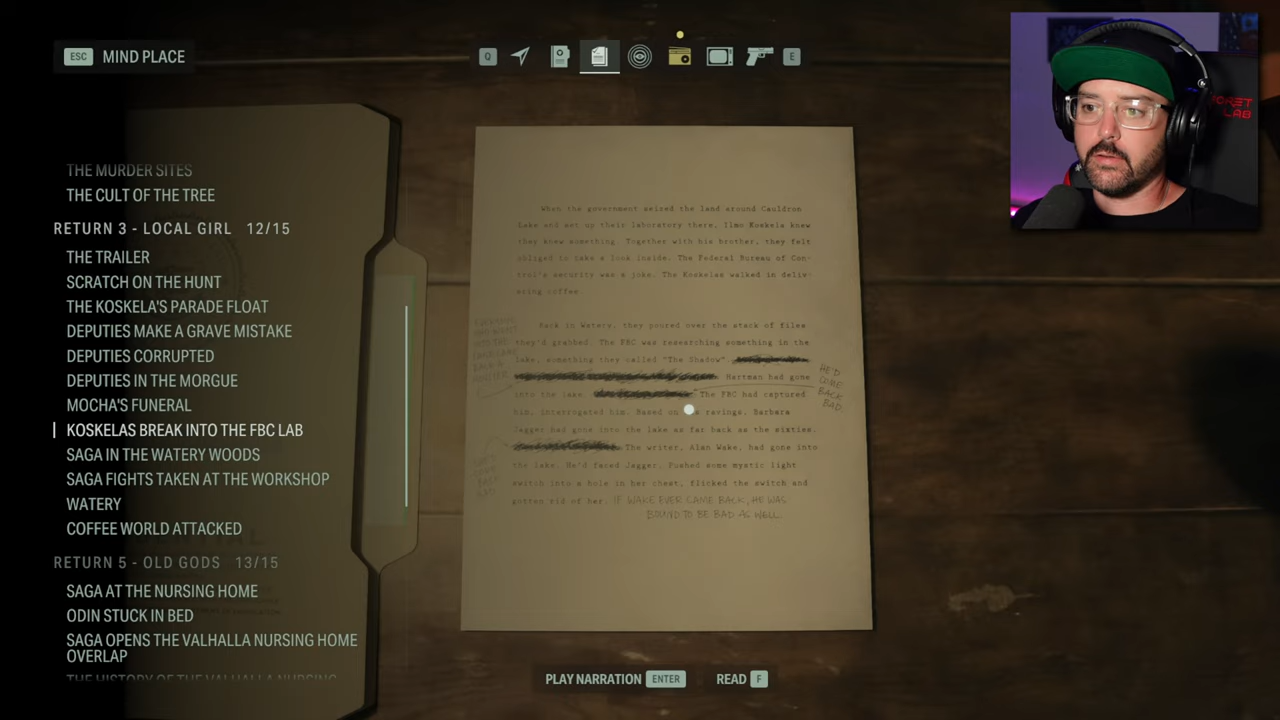 ESC MIND PLACE
Q
E
THE MURDER SITES
THE CULT OF THE TREE
RETURN 3 - LOCAL GIRL 12/15
THE TRAILER
SCRATCH ON THE HUNT
THE KOSKELA'S PARADE FLOAT
DEPUTIES MAKE A GRAVE MISTAKE
DEPUTIES CORRUPTED
DEPUTIES IN THE MORGUE
MOCHA'S FUNERAL
KOSKELAS BREAK INTO THE FBC LAB
SAGA IN THE WATERY WOODS
SAGA FIGHTS TAKEN AT THE WORKSHOP
WATERY
COFFEE WORLD ATTACKED
RETURN 5 - OLD GODS 13/15
SAGA AT THE NURSING HOME
ODIN STUCK IN BED
SAGA OPENS THE VALHALLA NURSING HOME
OVERLAP
THE HISTORY OF THE VALHALLA NURSING
When the government seized the land around Cauldron
Lake and set up their laboratory there, Ilmo Koskela knew
they knew something. Together with his brother, they felt
obliged to take a look inside. The Federal Bureau of Con-
trol's security was a joke. The Koskelas walked in deliv-
ering coffee.
Back in Watery, they poured over the stack of files
they'd grabbed. The FBC was researching something in the
lake, something they called "The Shadow".
Hartman had gone
into the lake. The FBC had captured
him, interrogated him. Based on ravings, Barbara
Jagger had gone into the lake as far back as the sixties.
The writer, Alan Wake, had gone into
the lake. He'd faced Jagger. Pushed some mystic light
switch into a hole in her chest, flicked the switch and
gotten rid of her. IF WAKE EVER CAME BACK, HE WAS
BOUND TO BE BAD AS WELL.
HE'D
COME
BACK
BAD.
PLAY NARRATION ENTER
READ F